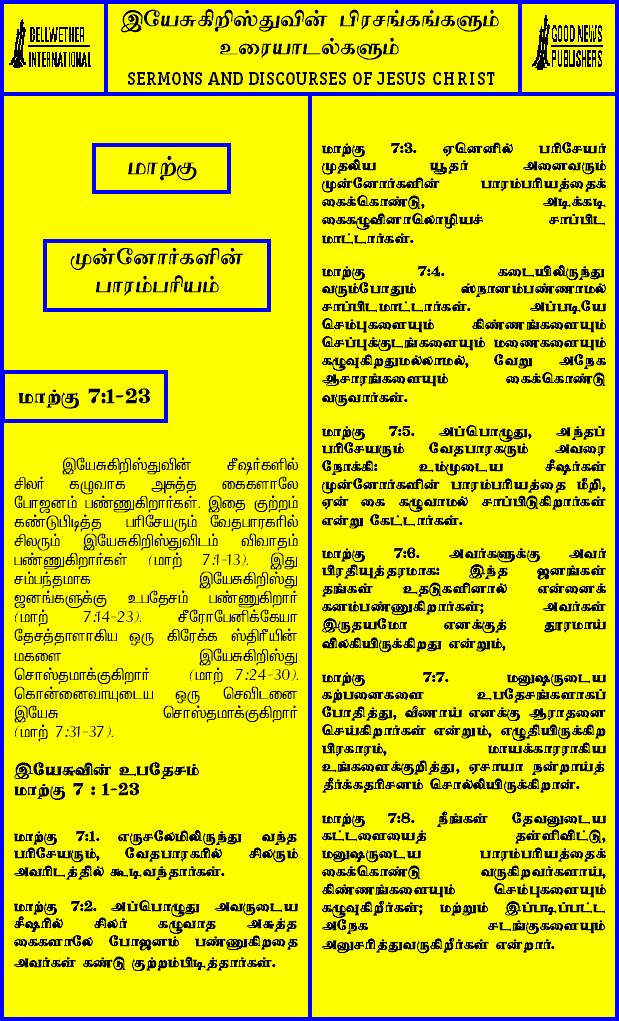 BELLWETHER
INTERNATIONAL
இயேசுகிறிஸ்துவின் பிரசங்கங்களும்
உரையாடல்களும்
SERMONS AND DISCOURSES OF JESUS CHRIST
GOOD NEWS
PUBLISHERS
மாற்கு
முன்னோர்களின்
பாரம்பரியம்
மாற்கு 7:1-23
இயேசுகிறிஸ்துவின் சீஷர்களில்
சிலர் கழுவாக அசுத்த கைகளாலே
போஜனம் பண்ணுகிறார்கள். இதை குற்றம்
கண்டுபிடித்த பரிசேயரும் வேதபாரகரில்
சிலரும் இயேசுகிறிஸ்துவிடம் விவாதம்
பண்ணுகிறார்கள் (மாற் 7:1-13). இது
சம்பந்தமாக இயேசுகிறிஸ்து
ஜனங்களுக்கு உபதேசம் பண்ணுகிறார்
(மாற் 7:14-23). சீரோபேனிக்கேயா
தேசத்தாளாகிய ஒரு கிரேக்க ஸ்திரீயின்
மகளை இயேசுகிறிஸ்து
சொஸ்தமாக்குகிறார் (மாற் 7:24-30).
கொன்னைவாயுடைய ஒரு செவிடனை
இயேசு சொஸ்தமாக்குகிறார்
(மாற் 7:31-37).
இயேசுவின் உபதேசம்
மாற்கு 7 : 1-23
மாற்கு 7:1. எருசலேமிலிருந்து வந்த
பரிசேயரும், வேதபாரகரில் சிலரும்
அவரிடத்தில் கூடிவந்தார்கள்.
மாற்கு 7:2. அப்பொழுது அவருடைய
சீஷரில் சிலர் கழுவாத அசுத்த
கைகளாலே போஜனம் பண்ணுகிறதை
அவர்கள் கண்டு குற்றம்பிடித்தார்கள்.
மாற்கு 7:3. ஏனெனில் பரிசேயர்
முதலிய யூதர் அனைவரும்
முன்னோர்களின் பாரம்பரியத்தைக்
கைக்கொண்டு, அடிக்கடி
கைகழுவினாலொழியச் சாப்பிட
மாட்டார்கள்.
மாற்கு 7:4. கடையிலிருந்து
வரும்போதும் ஸ்நானம்பண்ணாமல்
சாப்பிடமாட்டார்கள். அப்படியே
செம்புகளையும் கிண்ணங்களையும்
செப்புக்குடங்களையும் மணைகளையும்
கழுவுகிறதுமல்லாமல், வேறு அநேக
ஆசாரங்களையும் கைக்கொண்டு
வருவார்கள்.
மாற்கு 7:5. அப்பொழுது, அந்தப்
பரிசேயரும் வேதபாரகரும் அவரை
நோக்கி: உம்முடைய சீஷர்கள்
முன்னோர்களின் பாரம்பரியத்தை மீறி,
ஏன் கை கழுவாமல் சாப்பிடுகிறார்கள்
என்று கேட்டார்கள்.
மாற்கு 7:6. அவர்களுக்கு அவர்
பிரதியுத்தரமாக: இந்த ஜனங்கள்
தங்கள் உதடுகளினால் என்னைக்
கனம்பண்ணுகிறார்கள்; அவர்கள்
இருதயமோ எனக்குத் தூரமாய்
விலகியிருக்கிறது என்றும்,
மாற்கு 7:7. மனுஷருடைய
கற்பனைகளை உபதேசங்களாகப்
போதித்து, வீணாய் எனக்கு ஆராதனை
செய்கிறார்கள் என்றும், எழுதியிருக்கிற
பிரகாரம், மாயக்காரராகிய
உங்களைக்குறித்து, ஏசாயா நன்றாய்த்
தீர்க்கதரிசனம் சொல்லியிருக்கிறான்.
மாற்கு 7:8. நீங்கள் தேவனுடைய
கட்டளையைத் தள்ளிவிட்டு,
மனுஷருடைய பாரம்பரியத்தைக்
கைக்கொண்டு வருகிறவர்களாய்,
கிண்ணங்களையும் செம்புகளையும்
கழுவுகிறீர்கள்; மற்றும் இப்படிப்பட்ட
அநேக சடங்குகளையும்
அனுசரித்துவருகிறீர்கள் என்றார்.